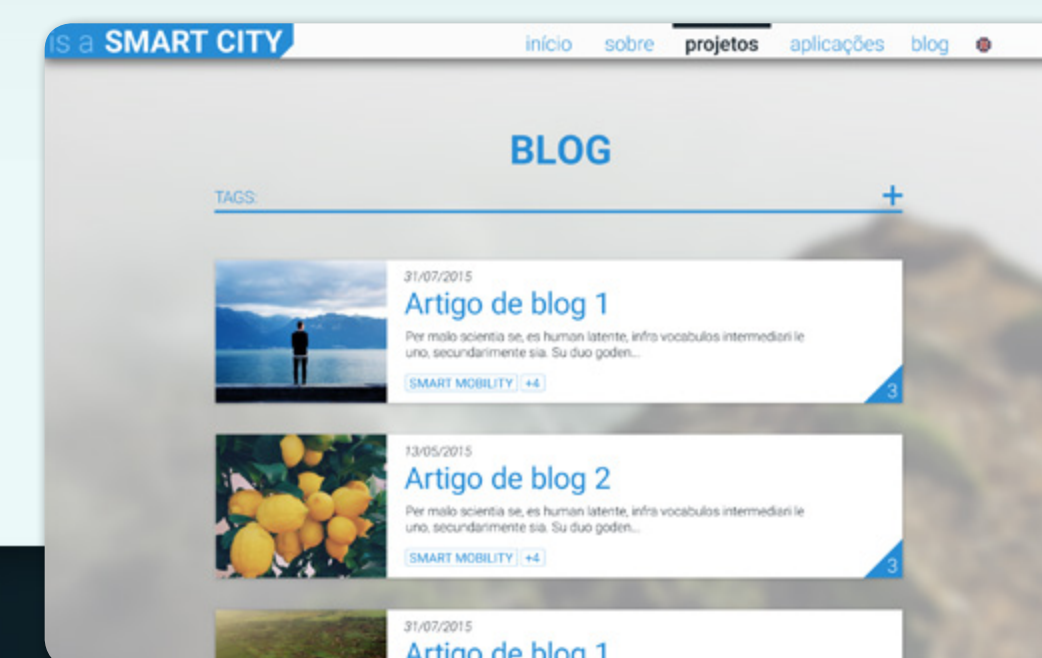 is a SMART CITY
início sobre projetos aplicações blog
BLOG
TAGS: +
31/07/2015
Artigo de blog 1
Per malo scientia se, es human latente, infra vocabulos intermediari le
uno, secundarimente sia. Su duo goden...
SMART MOBILITY +4
3
13/05/2015
Artigo de blog 2
Per malo scientia se, es human latente, infra vocabulos intermediari le
uno, secundarimente sia. Su duo goden...
SMART MOBILITY +4
3
31/07/2015
Artigo de blog 1